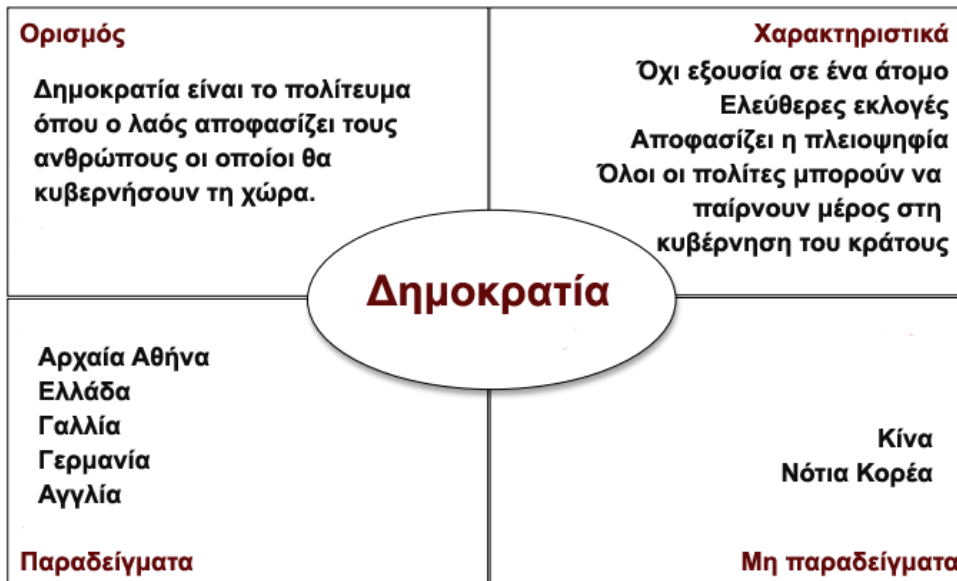 Ορισμός
Δημοκρατία είναι το πολίτευμα
όπου ο λαός αποφασίζει τους
ανθρώπους οι οποίοι θα
κυβερνήσουν τη χώρα.
Χαρακτηριστικά
Όχι εξουσία σε ένα άτομο
Ελεύθερες εκλογές
Αποφασίζει η πλειοψηφία
Όλοι οι πολίτες μπορούν να
παίρνουν μέρος στη
κυβέρνηση του κράτους
Δημοκρατία
Αρχαία Αθήνα
Ελλάδα
Γαλλία
Γερμανία
Αγγλία
Παραδείγματα
Κίνα
Νότια Κορέα
Μη παραδείγματα